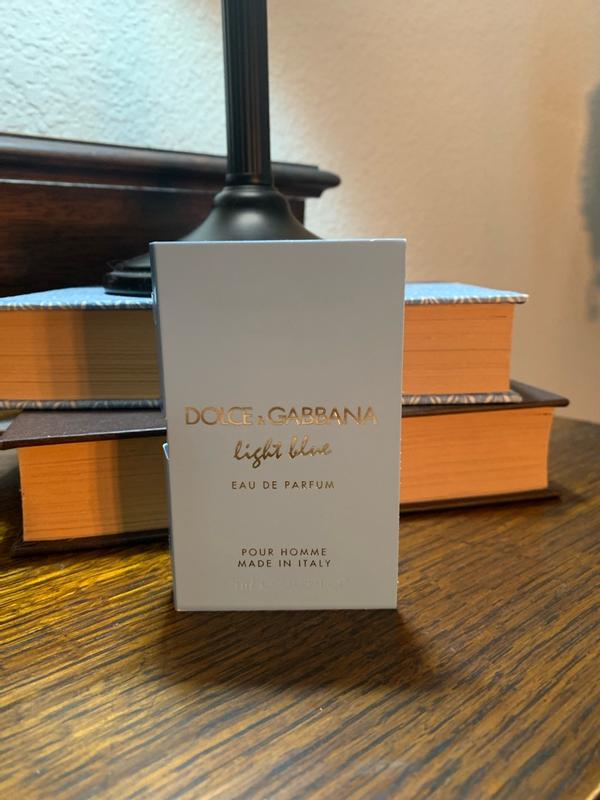 DOLCE & GABBANA
light blue
EAU DE PARFUM
POUR HOMME
MADE IN ITALY